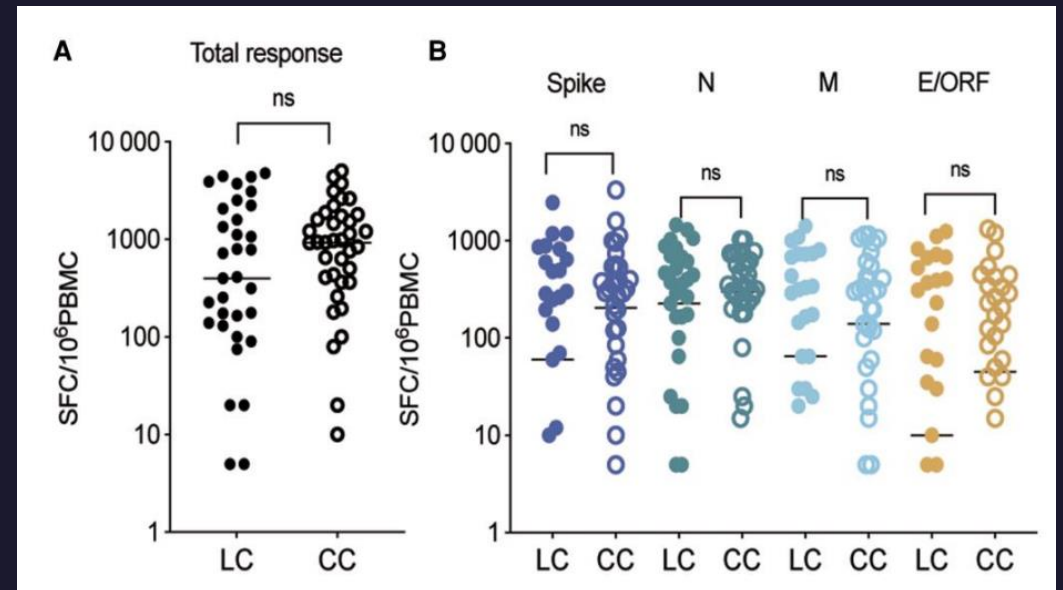 A
Total response
ns
10 000
1000
100
10
1
SFC/10⁶PBMC
LC CC
B
Spike N M E/ORF
ns ns ns ns
10 000
1000
100
10
1
SFC/10⁶PBMC
LC CC LC CC LC CC LC CC